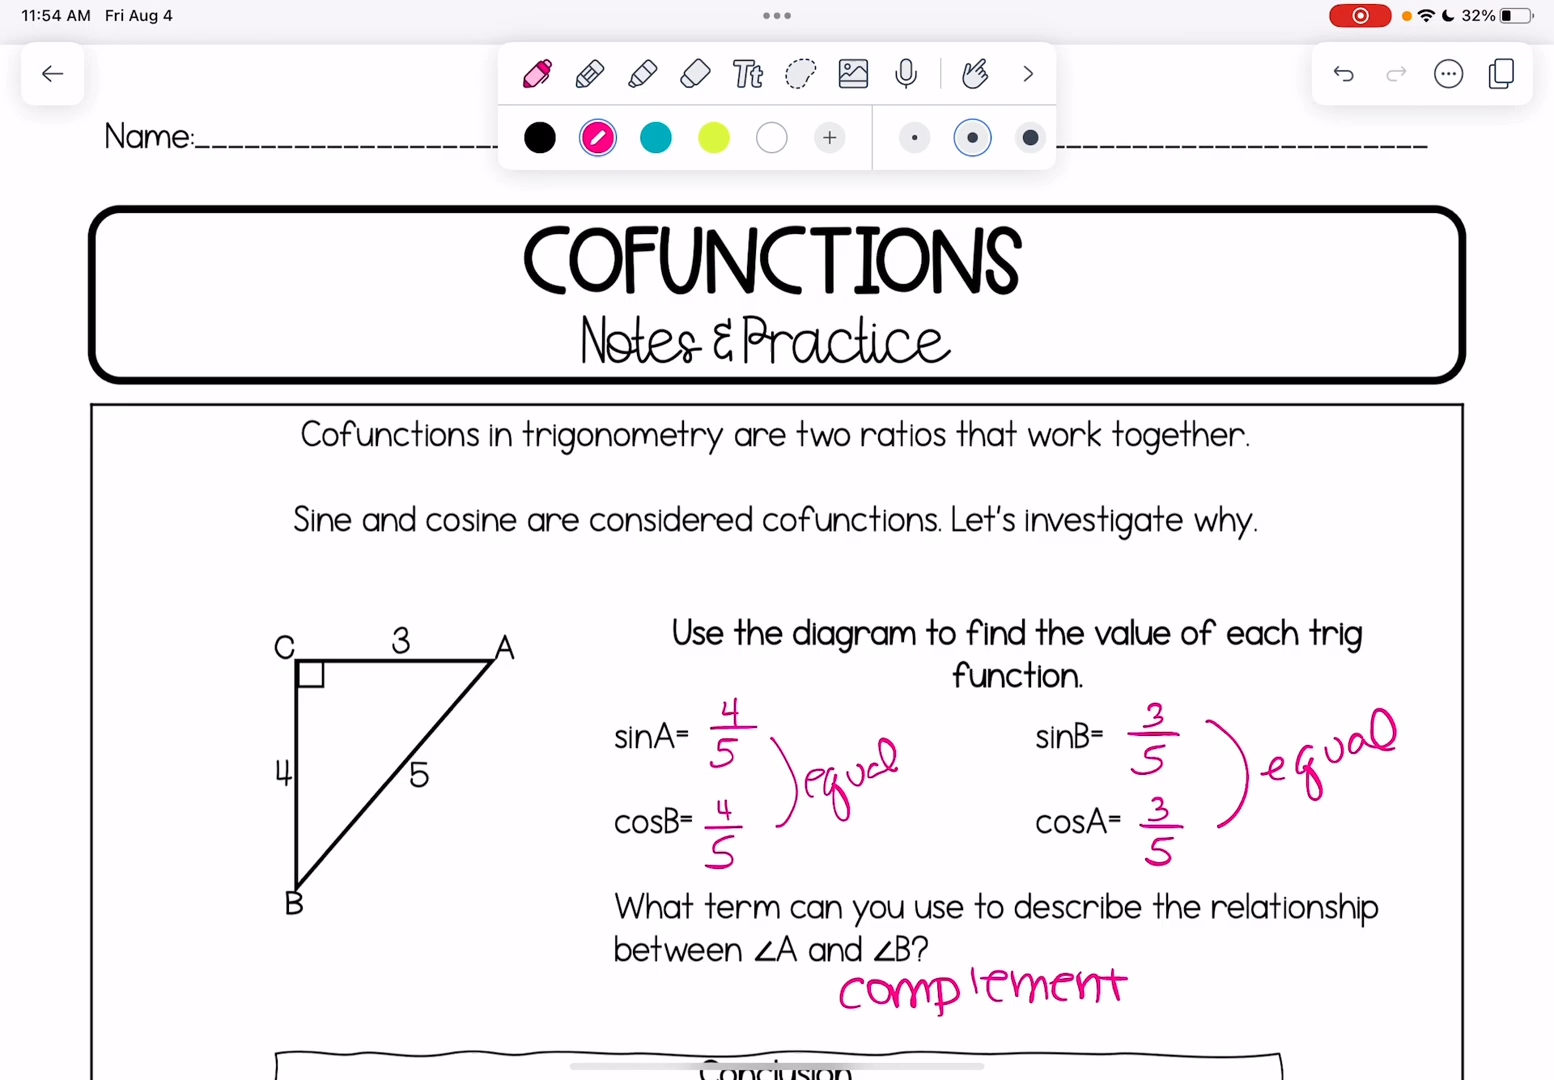 11:54 AM Fri Aug 4
32%
Tt
Name:
COFUNCTIONS
Notes & Practice
Cofunctions in trigonometry are two ratios that work together.
Sine and cosine are considered cofunctions. Let's investigate why.
C 3 A
4 5
B
Use the diagram to find the value of each trig
function.
sinA= 4/5
cosB= 4/5
equal
sinB= 3/5
cosA= 3/5
equal
What term can you use to describe the relationship
between ∠A and ∠B?
complement
Conclusion